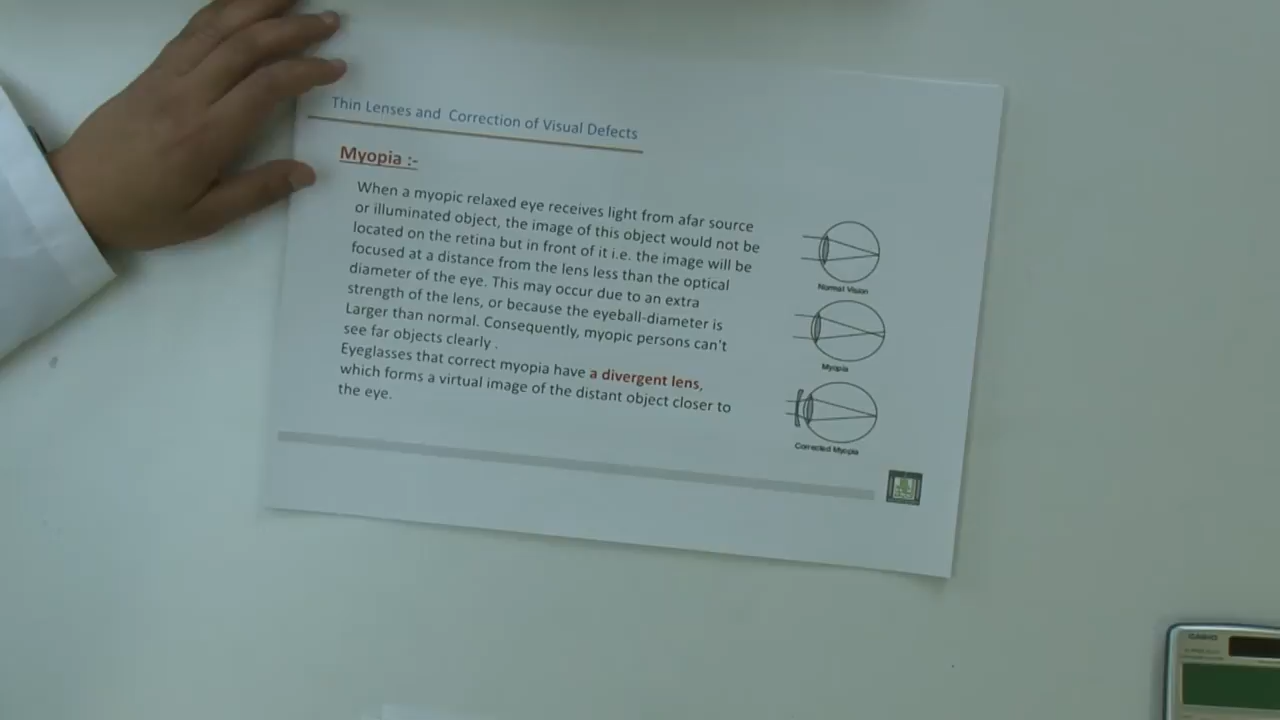 Thin Lenses and Correction of Visual Defects
Myopia :-
When a myopic relaxed eye receives light from afar source
or illuminated object, the image of this object would not be
located on the retina but in front of it i.e. the image will be
focused at a distance from the lens less than the optical
diameter of the eye. This may occur due to an extra
strength of the lens, or because the eyeball-diameter is
Larger than normal. Consequently, myopic persons can't
see far objects clearly .
Eyeglasses that correct myopia have a divergent lens,
which forms a virtual image of the distant object closer to
the eye.
Normal Vision
Myopia
Corrected Myopia
CASIO